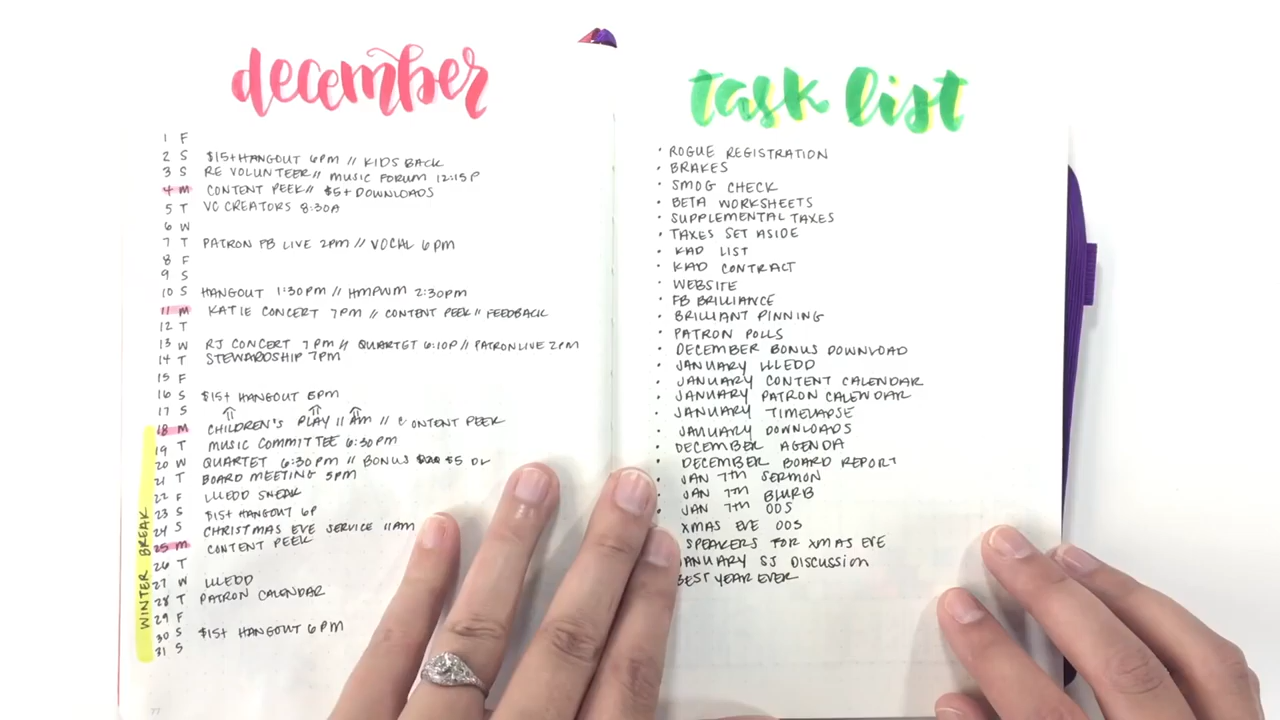 december
1 F
2 S $15+ HANGOUT 6PM // KIDS BACK
3 S RE VOLUNTEER // MUSIC FORUM 12:15P
4 M CONTENT PEEK // $5+ DOWNLOADS
5 T VC CREATORS 8:30A
6 W
7 T PATRON FB LIVE 2PM // VOCAL 6PM
8 F
9 S
10 S HANGOUT 1:30PM // HMPWM 2:30PM
11 M KATIE CONCERT 7PM // CONTENT PEEK // FEEDBACK
12 T
13 W RJ CONCERT 7PM // QUARTET 6:10P // PATRON LIVE 2PM
14 T STEWARDSHIP 7PM
15 F
16 S $15+ HANGOUT 5PM
17 S
18 M CHILDREN'S PLAY 11AM // CONTENT PEEK
19 T MUSIC COMMITTEE 6:30PM
20 W QUARTET 6:30PM // BONUS $5 DL
21 T BOARD MEETING 5PM
22 F LLLEDD SNEAK
23 S $15+ HANGOUT 6P
24 S CHRISTMAS EVE SERVICE 11AM
25 M CONTENT PEEK
26 T
27 W LLLEDD
28 T PATRON CALENDAR
29 F
30 S $15+ HANGOUT 6PM
31 S
WINTER BREAK
77
task list
• ROGUE REGISTRATION
• BRAKES
• SMOG CHECK
• BETA WORKSHEETS
• SUPPLEMENTAL TAXES
• TAXES SET ASIDE
• KAD LIST
• KAD CONTRACT
• WEBSITE
• FB BRILLIANCE
• BRILLIANT PINNING
• PATRON POLLS
• DECEMBER BONUS DOWNLOAD
• JANUARY LLLEDD
• JANUARY CONTENT CALENDAR
• JANUARY PATRON CALENDAR
• JANUARY TIMELAPSE
• JANUARY DOWNLOADS
• DECEMBER AGENDA
• DECEMBER BOARD REPORT
• JAN 7TH SERMON
• JAN 7TH BLURB
• JAN 7TH OOS
• XMAS EVE OOS
SPEAKERS FOR XMAS EVE
JANUARY SJ DISCUSSION
BEST YEAR EVER